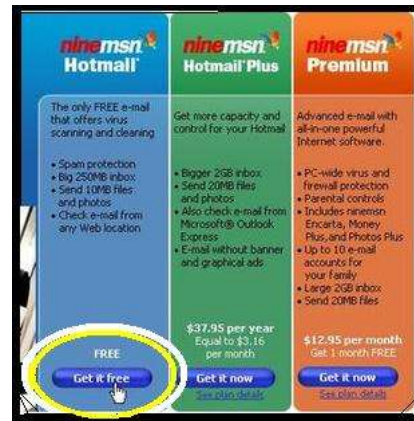 ninemsn
Hotmail
The only FREE e-mail
that offers virus
scanning and cleaning
• Spam protection
• Big 250MB inbox
• Send 10MB files
and photos
• Check e-mail from
any Web location
FREE
Get it free
ninemsn
Hotmail Plus
Get more capacity and
control for your Hotmail
• Bigger 2GB inbox
• Send 20MB files
and photos
• Also check e-mail from
Microsoft® Outlook
Express
• E-mail without banner
and graphical ads
$37.95 per year
Equal to $3.16
per month
Get it now
See plan details
ninemsn
Premium
Advanced e-mail with
all-in-one powerful
Internet software.
• PC-wide virus and
firewall protection
• Parental controls
• Includes ninemsn
Encarta, Money
Plus,and Photos Plus
• Up to 10 e-mail
accounts for
your family
• Large 2GB inbox
• Send 20MB files
$12.95 per month
Get 1 month FREE
Get it now
See plan details